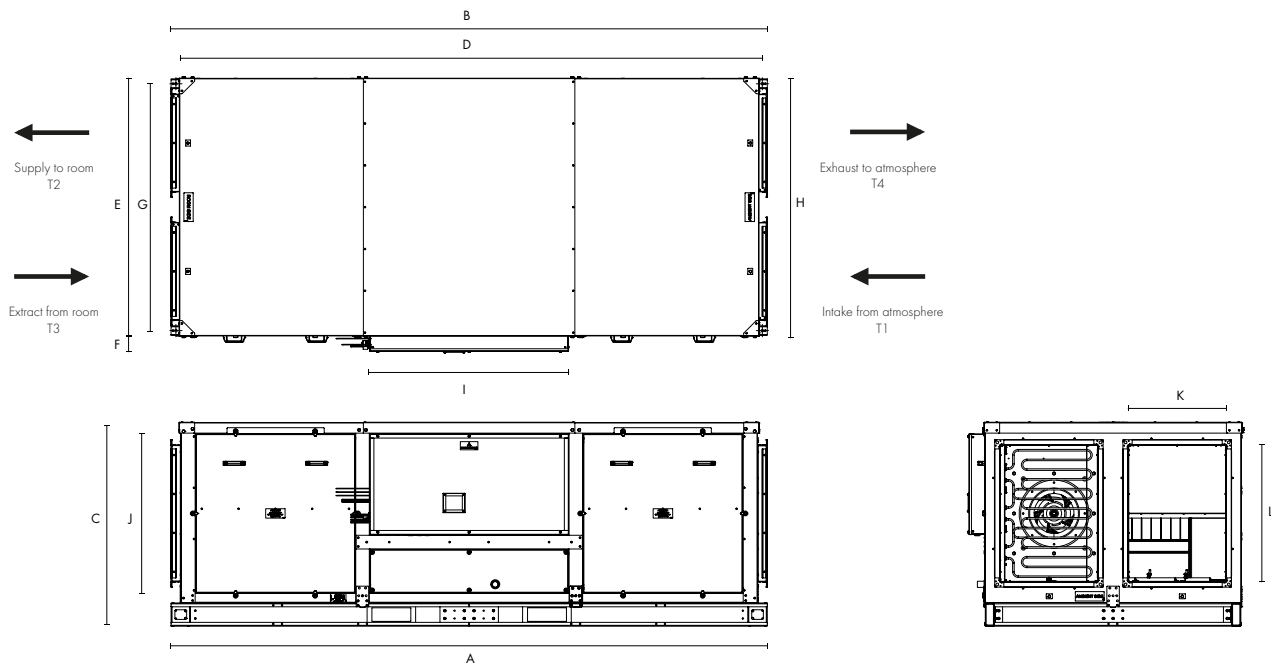 B
D
Supply to room
T2
Exhaust to atmosphere
T4
E
G
H
Extract from room
T3
Intake from atmosphere
T1
F
I
K
C
J
L
A